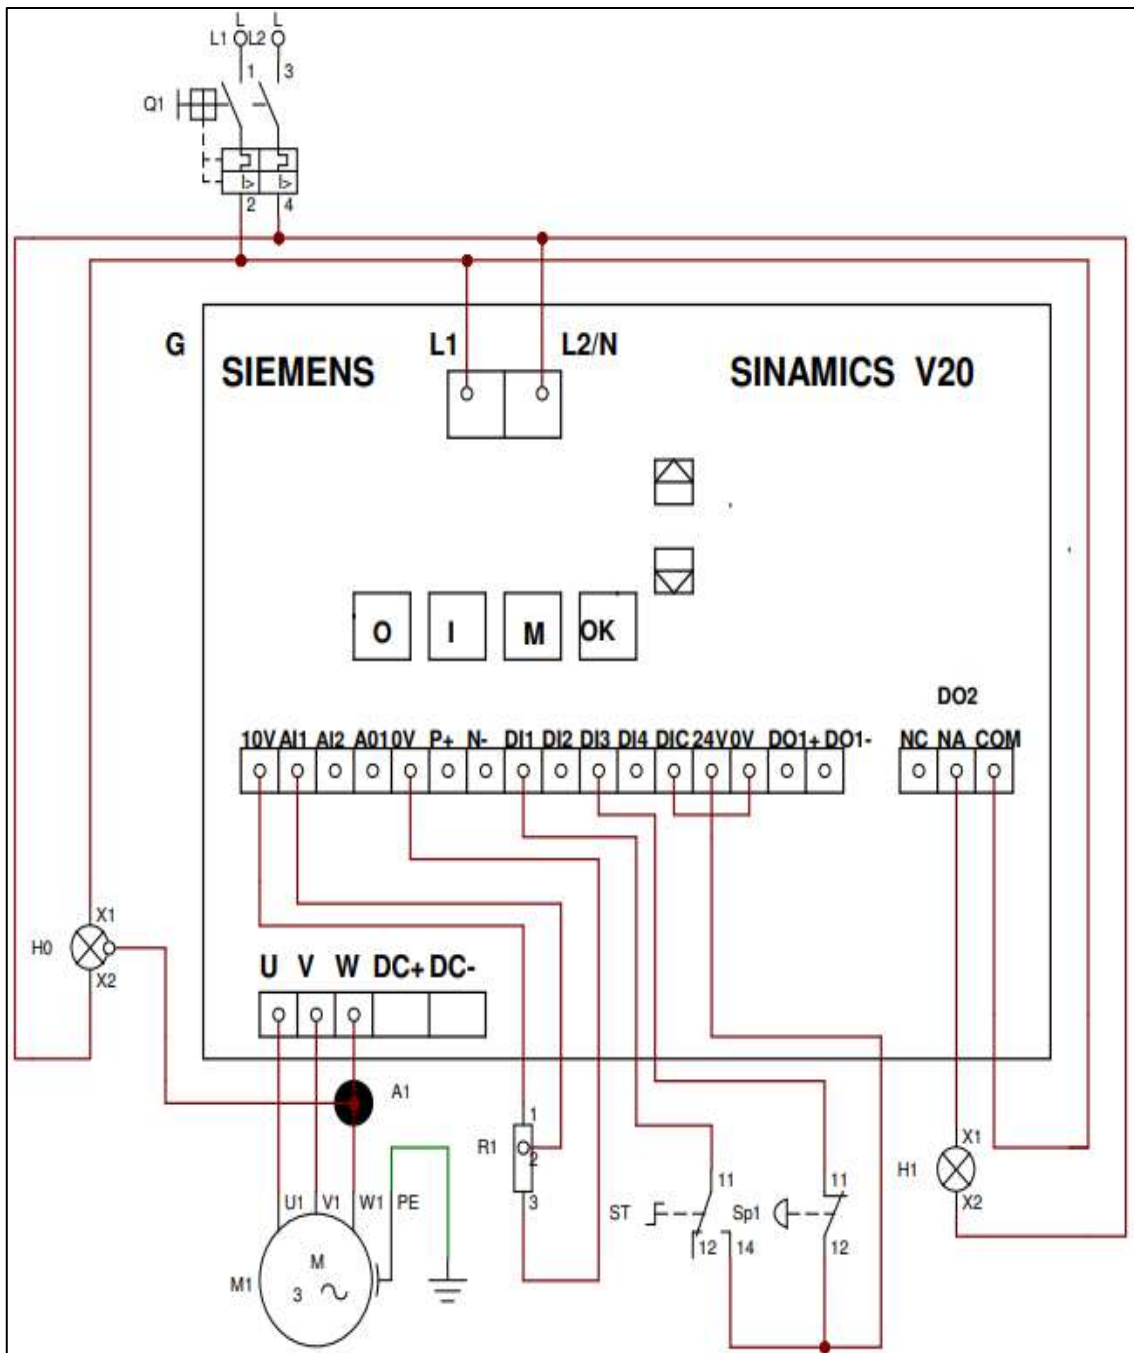 L L
L1 L2
1 3
Q1
I> I>
2 4
G
L1 L2/N
SIEMENS SINAMICS V20
O I M OK
DO2
10V AI1 AI2 A01 0V P+ N- DI1 DI2 DI3 DI4 DIC 24V 0V DO1+ DO1- NC NA COM
X1
H0
X2
U V W DC+ DC-
A1
1
R1 2
3
X1
H1
X2
11 11
ST Sp1
12 14 12
U1 V1 W1 PE
M
M1 3